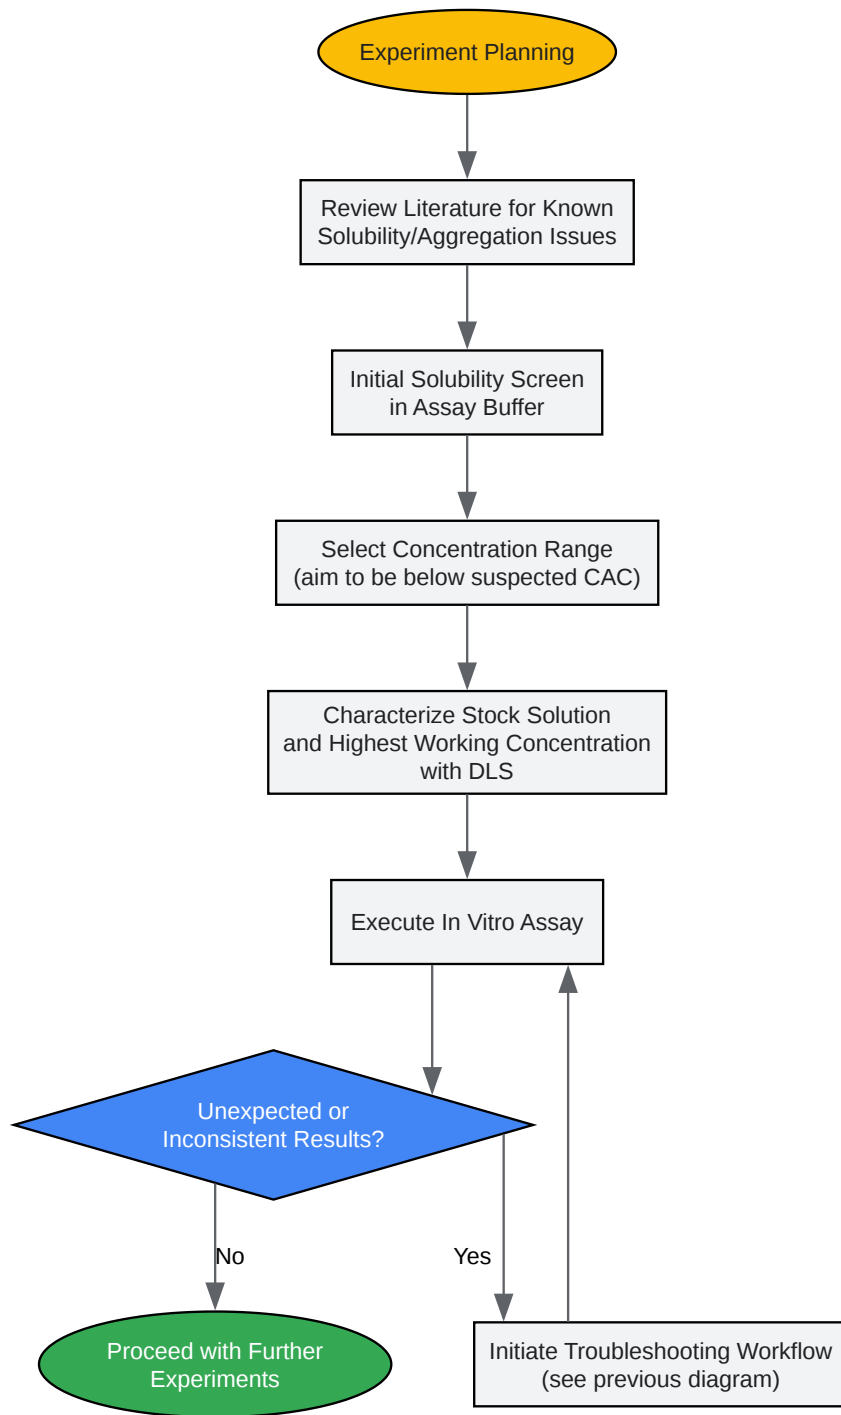 Experiment Planning
Review Literature for Known
Solubility/Aggregation Issues
Initial Solubility Screen
in Assay Buffer
Select Concentration Range
(aim to be below suspected CAC)
Characterize Stock Solution
and Highest Working Concentration
with DLS
Execute In Vitro Assay
Unexpected or
Inconsistent Results?
No
Yes
Proceed with Further
Experiments
Initiate Troubleshooting Workflow
(see previous diagram)